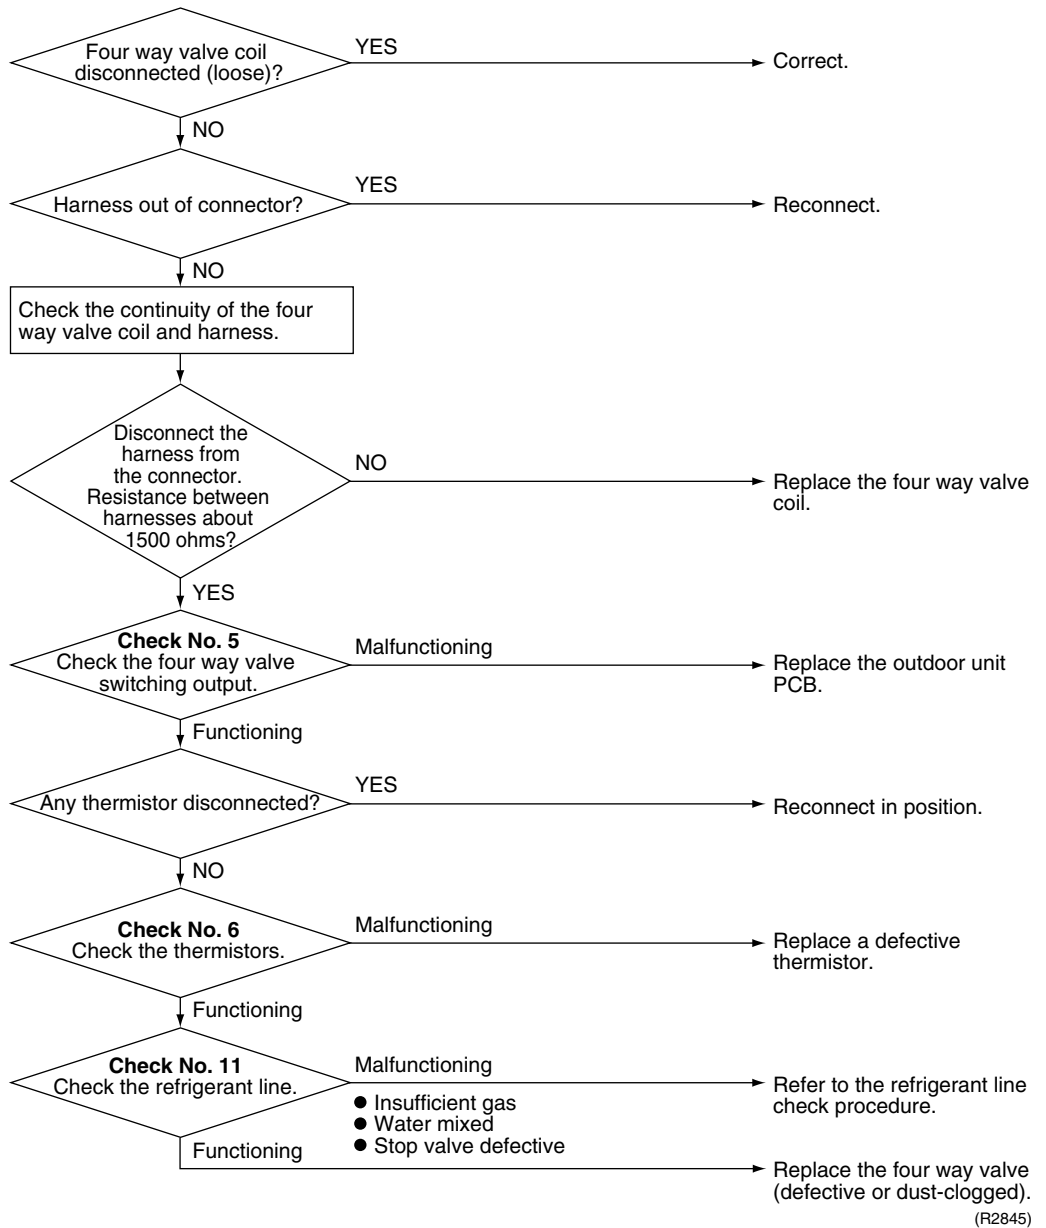 Four way valve coil
disconnected (loose)?
YES
Correct.
NO
Harness out of connector?
YES
Reconnect.
NO
Check the continuity of the four
way valve coil and harness.
Disconnect the
harness from
the connector.
Resistance between
harnesses about
1500 ohms?
NO
Replace the four way valve
coil.
YES
Check No. 5
Check the four way valve
switching output.
Malfunctioning
Replace the outdoor unit
PCB.
Functioning
Any thermistor disconnected?
YES
Reconnect in position.
NO
Check No. 6
Check the thermistors.
Malfunctioning
Replace a defective
thermistor.
Functioning
Check No. 11
Check the refrigerant line.
Malfunctioning
● Insufficient gas
● Water mixed
● Stop valve defective
Refer to the refrigerant line
check procedure.
Functioning
Replace the four way valve
(defective or dust-clogged).
(R2845)